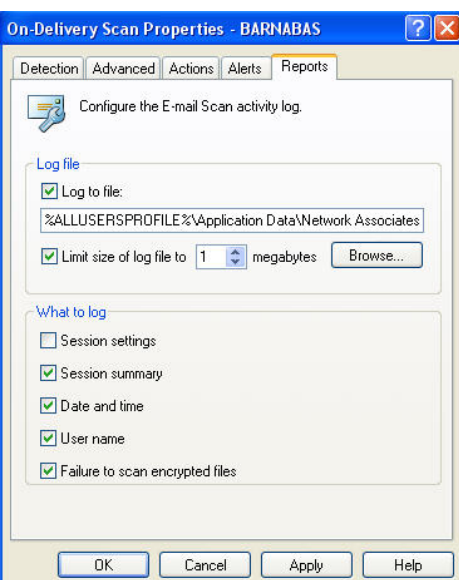 On-Delivery Scan Properties - BARNABAS
Detection Advanced Actions Alerts Reports
Configure the E-mail Scan activity log.
Log file
Log to file:
%ALLUSERSPROFILE%\Application Data\Network Associates
Limit size of log file to 1 megabytes Browse...
What to log
Session settings
Session summary
Date and time
User name
Failure to scan encrypted files
OK Cancel Apply Help